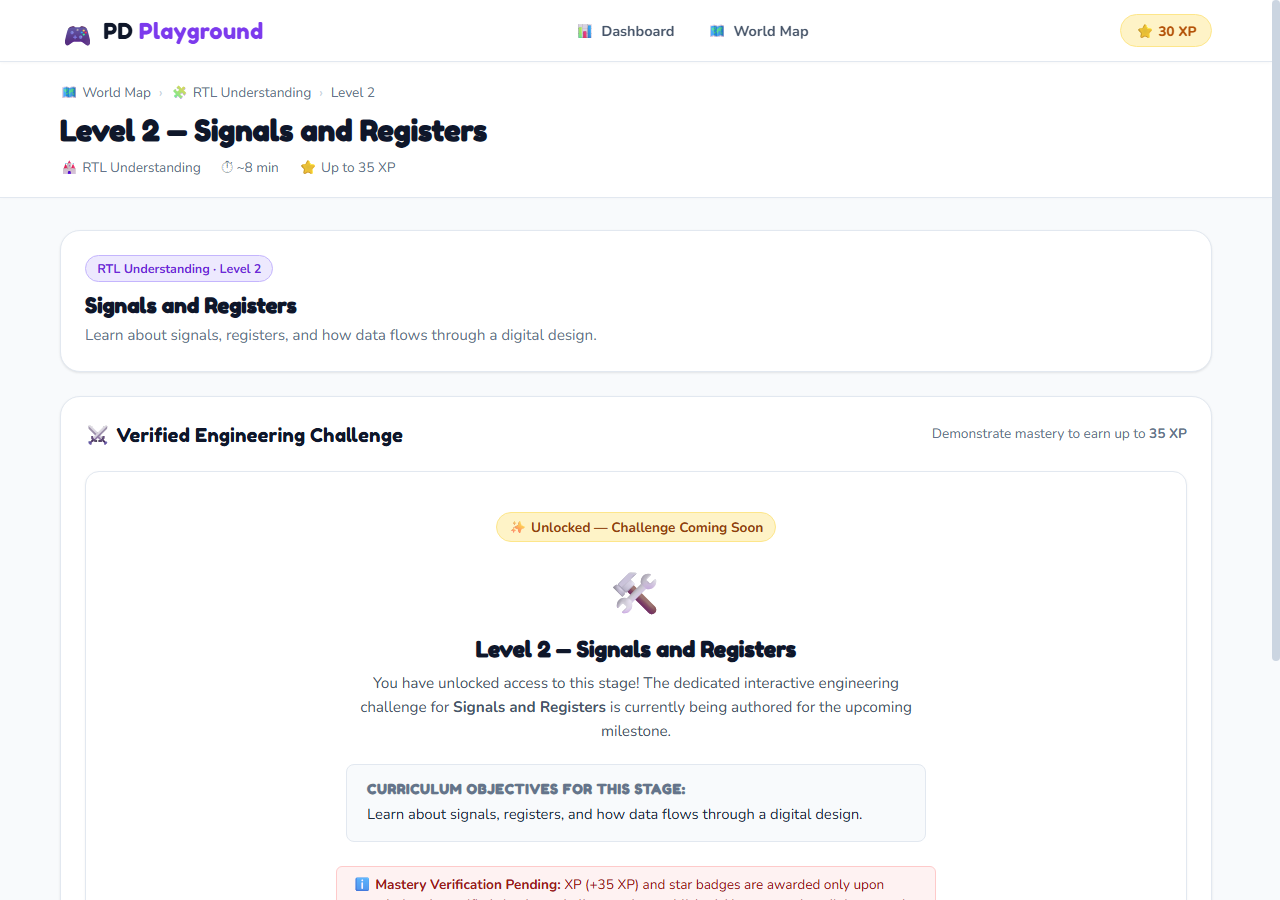 PD Playground
Dashboard
World Map
30 XP
World Map › RTL Understanding › Level 2
Level 2 — Signals and Registers
RTL Understanding
~8 min
Up to 35 XP
RTL Understanding · Level 2
Signals and Registers
Learn about signals, registers, and how data flows through a digital design.
Verified Engineering Challenge
Demonstrate mastery to earn up to 35 XP
Unlocked — Challenge Coming Soon
Level 2 — Signals and Registers
You have unlocked access to this stage! The dedicated interactive engineering
challenge for Signals and Registers is currently being authored for the upcoming
milestone.
CURRICULUM OBJECTIVES FOR THIS STAGE:
Learn about signals, registers, and how data flows through a digital design.
Mastery Verification Pending: XP (+35 XP) and star badges are awarded only upon